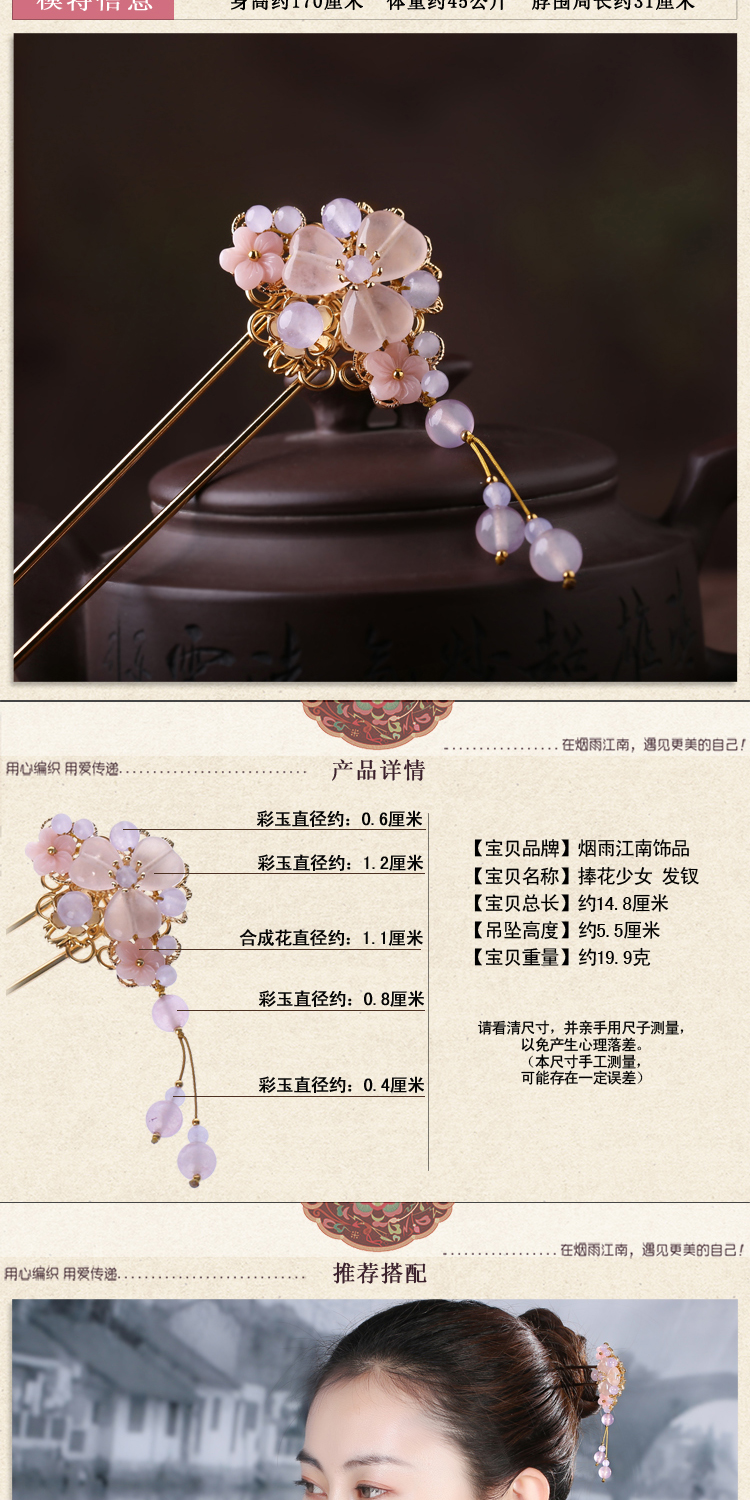 模特信息
身高约170厘米 体重约45公斤 脖围周长约31厘米
在烟雨江南，遇见更美的自己！
用心编织 用爱传递
产品详情
彩玉直径约：0.6厘米
彩玉直径约：1.2厘米
合成花直径约：1.1厘米
彩玉直径约：0.8厘米
彩玉直径约：0.4厘米
【宝贝品牌】烟雨江南饰品
【宝贝名称】捧花少女 发钗
【宝贝总长】约14.8厘米
【吊坠高度】约5.5厘米
【宝贝重量】约19.9克
请看清尺寸，并亲手用尺子测量，
以免产生心理落差。
（本尺寸手工测量，
可能存在一定误差）
在烟雨江南，遇见更美的自己！
用心编织 用爱传递
推荐搭配